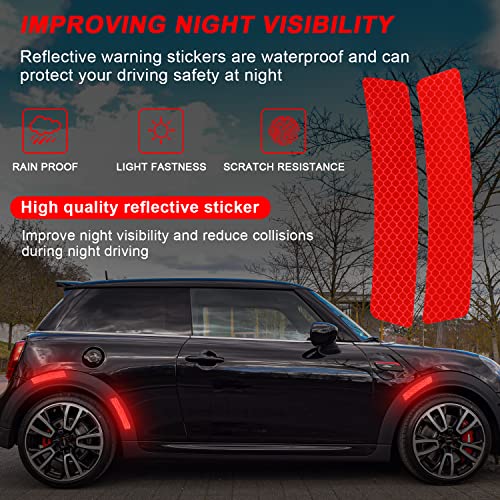 IMPROVING NIGHT VISIBILITY
Reflective warning stickers are waterproof and can
protect your driving safety at night
RAIN PROOF
LIGHT FASTNESS
SCRATCH RESISTANCE
High quality reflective sticker
Improve night visibility and reduce collisions
during night driving